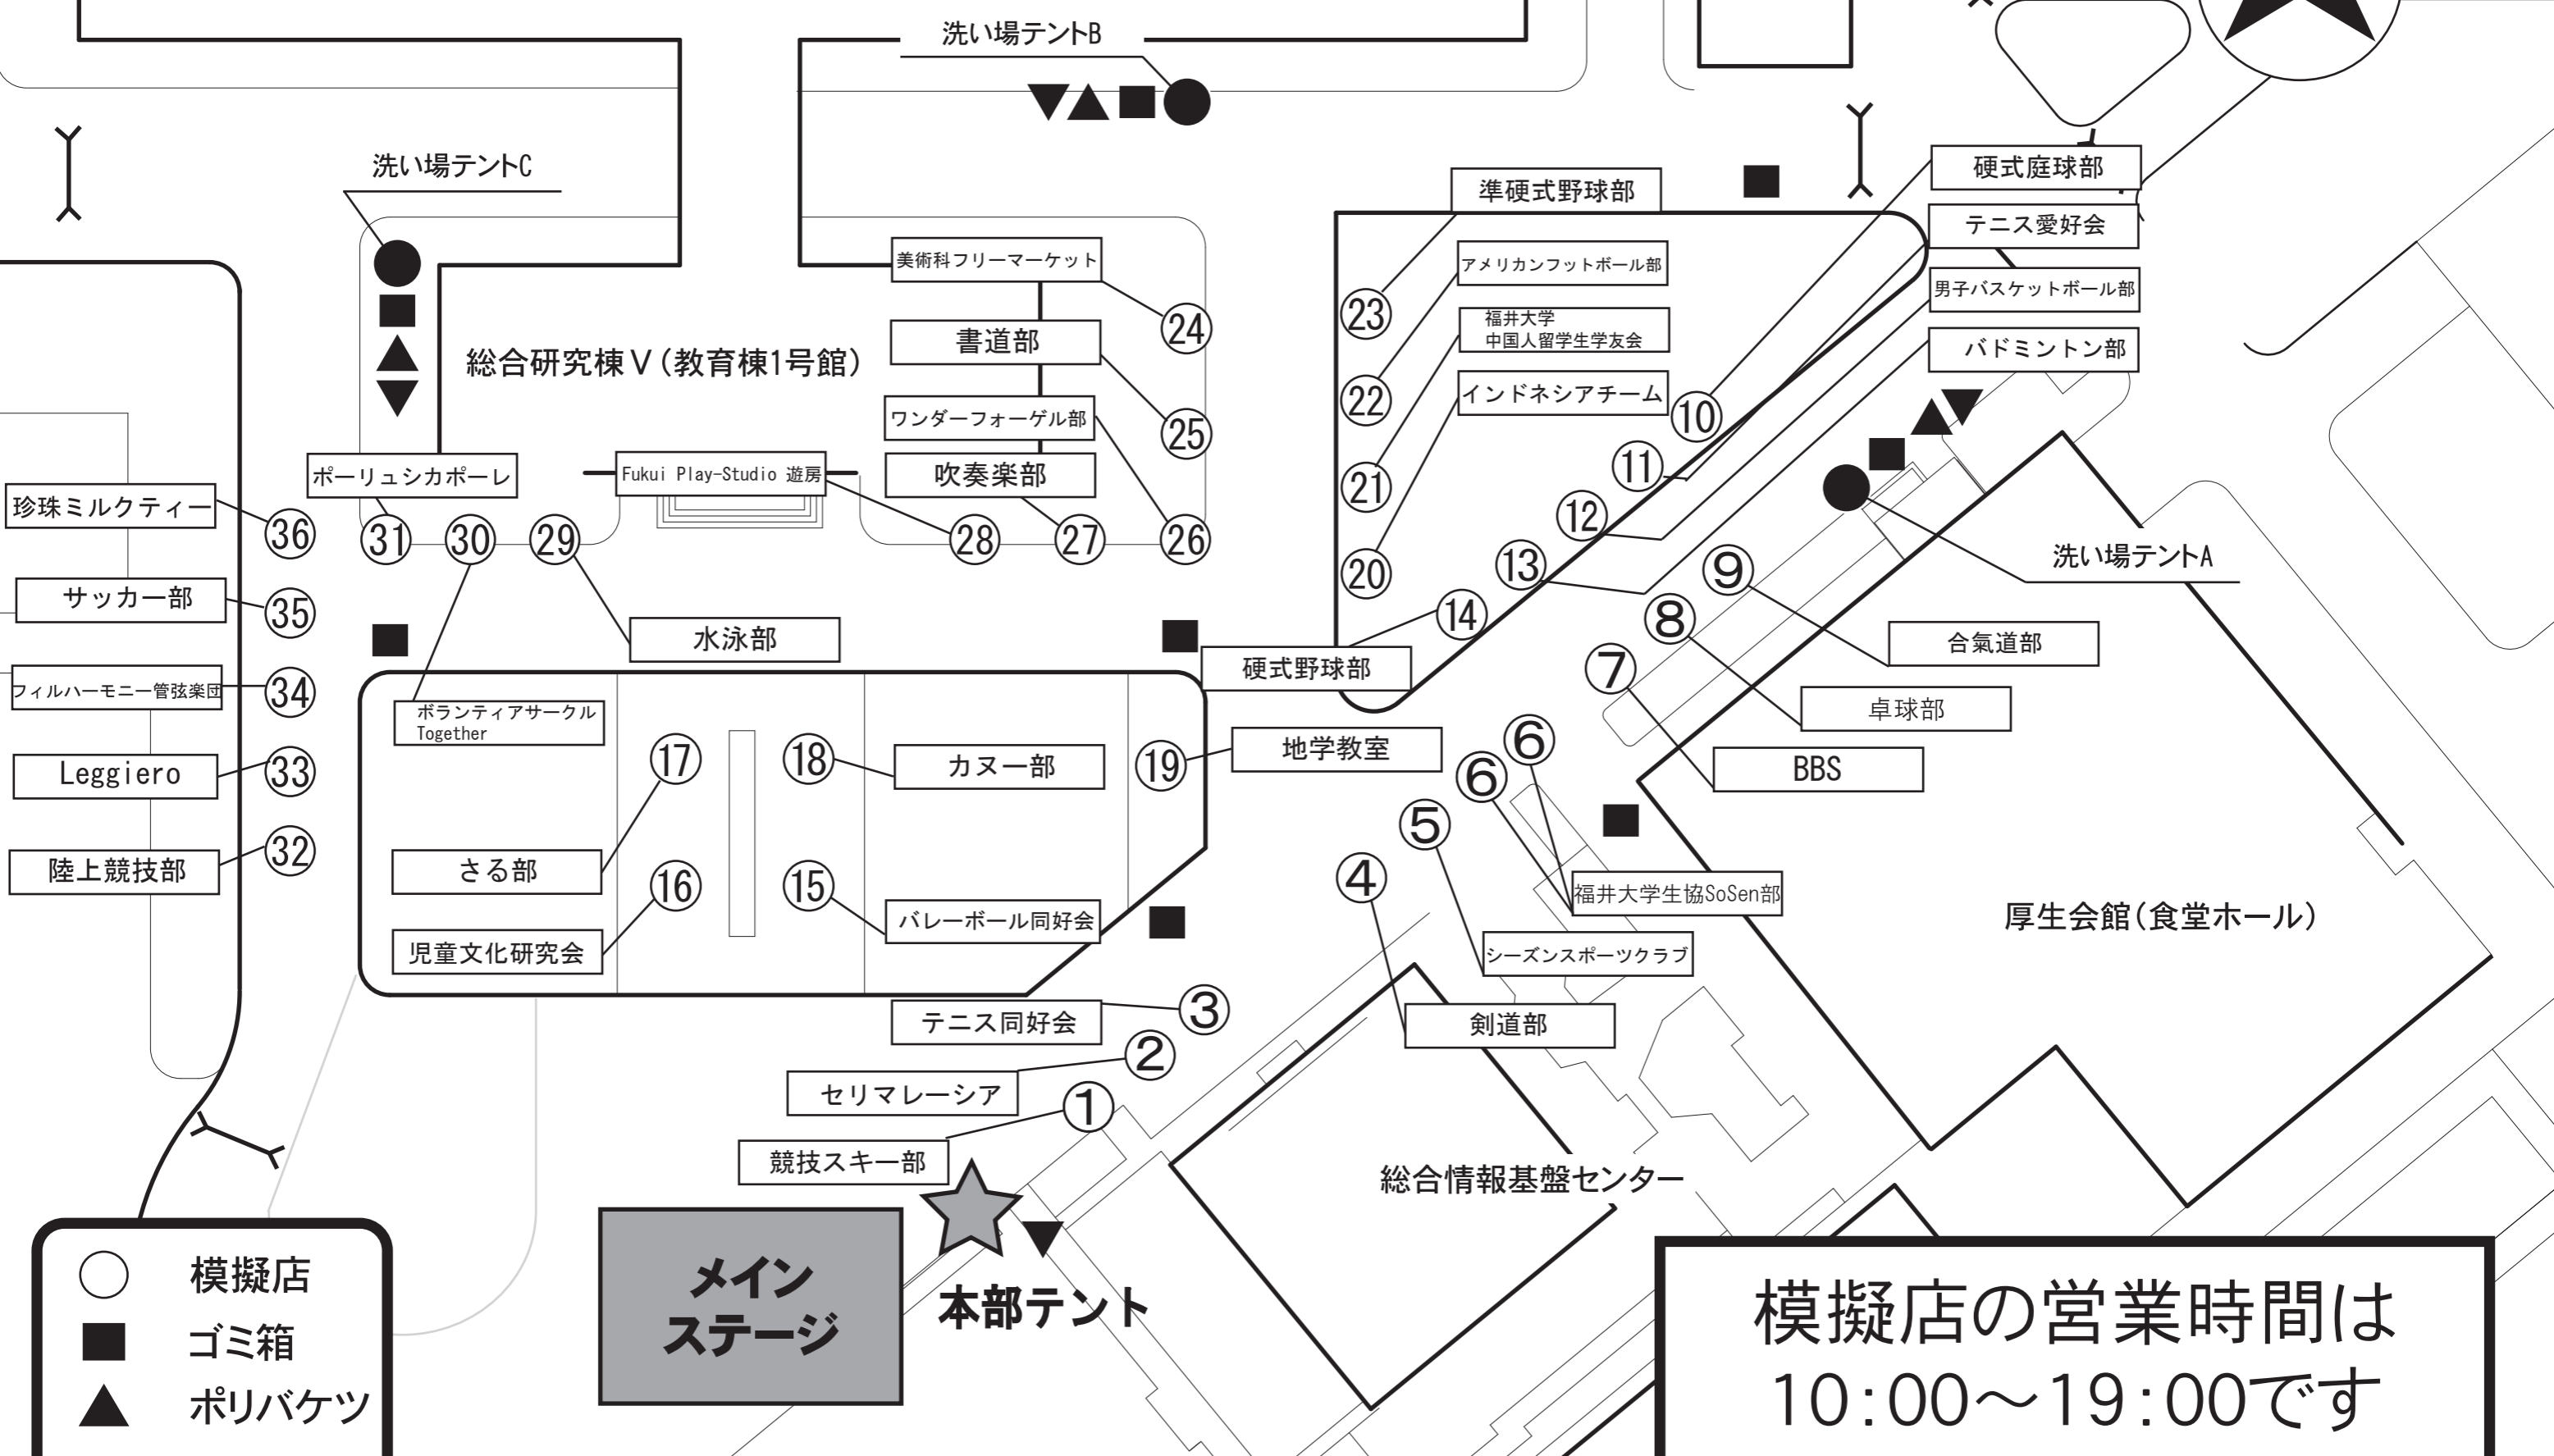 洗い場テントB
洗い場テントC
準硬式野球部
硬式庭球部
テニス愛好会
男子バスケットボール部
バドミントン部
美術科フリーマーケット
アメリカンフットボール部
書道部
福井大学
中国人留学生学友会
総合研究棟Ⅴ(教育棟1号館)
ワンダーフォーゲル部
インドネシアチーム
吹奏楽部
Fukui Play-Studio 遊房
ポーリュシカポーレ
珍珠ミルクティー
㉓
㉔
㉒
⑩
㉕
⑪
㉑
⑫
㊱
㉛
㉚
㉙
㉘
㉗
㉖
⑳
⑬
⑨
洗い場テントA
サッカー部
㉟
水泳部
⑭
⑧
合氣道部
硬式野球部
⑦
フィルハーモニー管弦楽団
㉞
ボランティアサークル
Together
卓球部
Leggiero
㉝
⑰
⑱
カヌー部
⑲
地学教室
⑥
⑥
BBS
⑤
陸上競技部
㉜
さる部
⑯
⑮
④
福井大学生協SoSen部
バレーボール同好会
厚生会館(食堂ホール)
児童文化研究会
シーズンスポーツクラブ
テニス同好会
③
剣道部
②
セリマレーシア
①
競技スキー部
総合情報基盤センター
メイン
ステージ
本部テント
模擬店
ゴミ箱
ポリバケツ
模擬店の営業時間は
10:00～19:00です